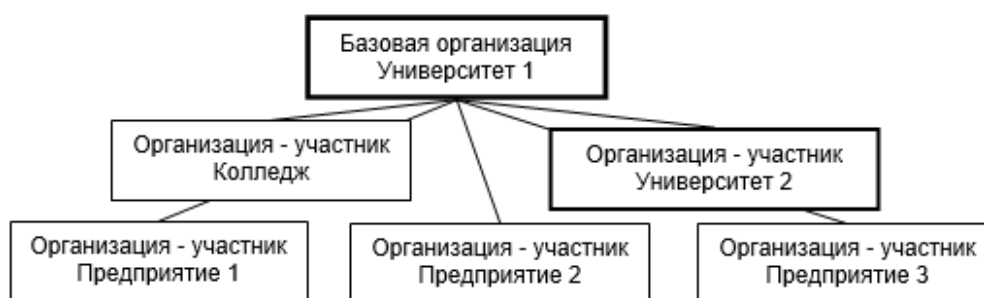 Базовая организация
Университет 1
Организация - участник
Колледж
Организация - участник
Университет 2
Организация - участник
Предприятие 1
Организация - участник
Предприятие 2
Организация - участник
Предприятие 3